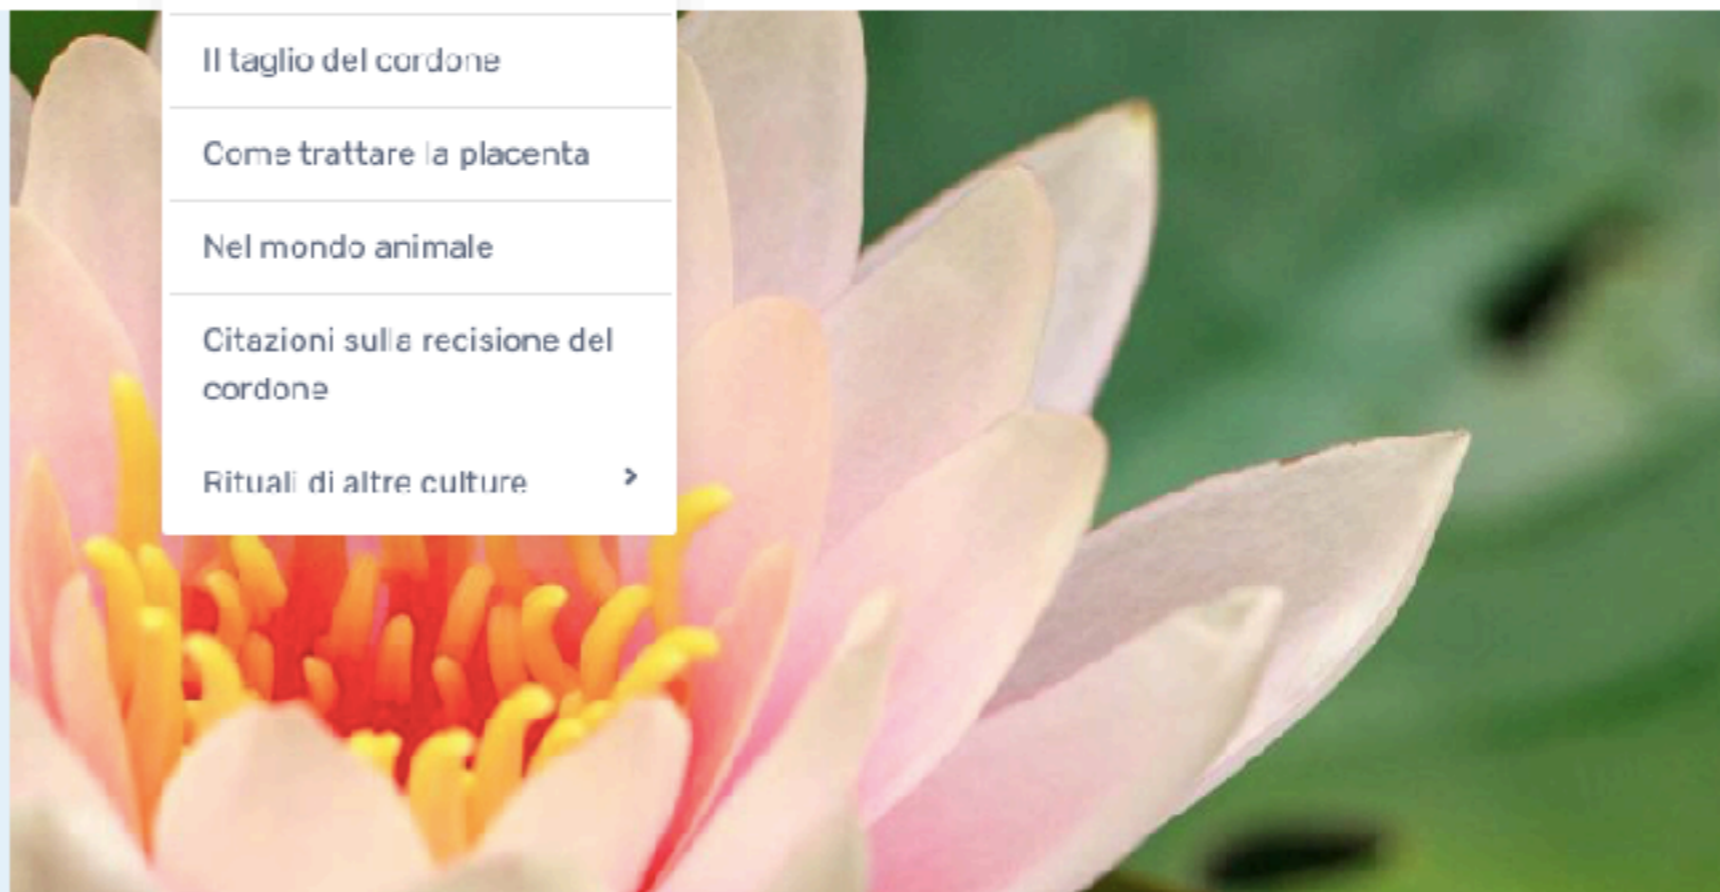 Il taglio del cordone
Come trattare la placenta
Nel mondo animale
Citazioni sulla recisione del
cordone
Rituali di altre culture